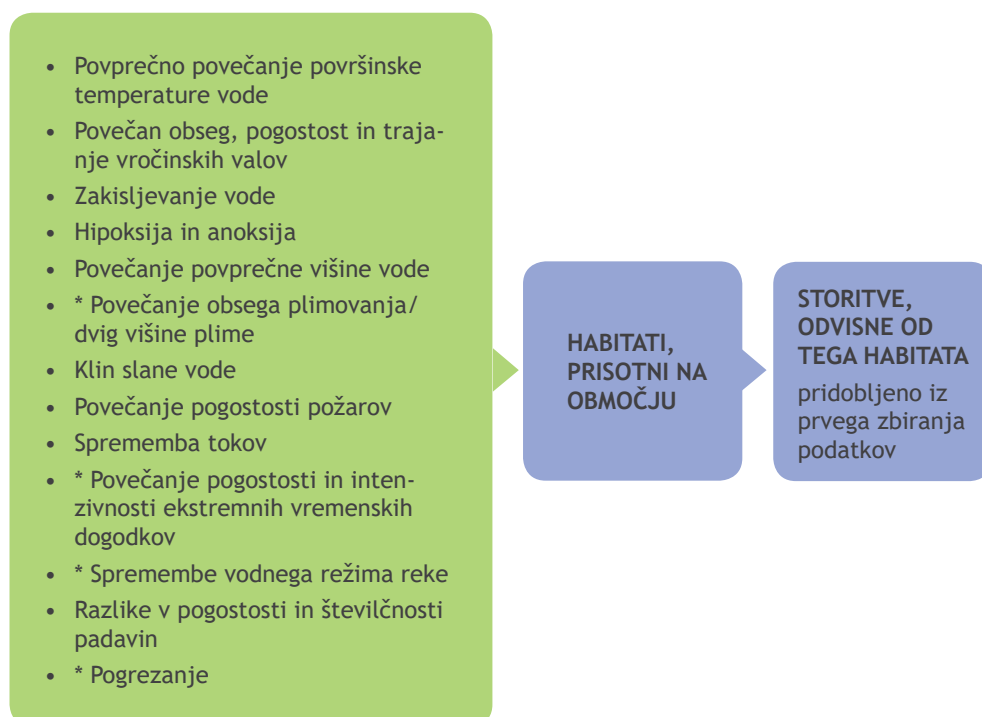 • Povprečno povečanje površinske
temperature vode
• Povečan obseg, pogostost in traja-
nje vročinskih valov
• Zakisljevanje vode
• Hipoksija in anoksija
• Povečanje povprečne višine vode
• * Povečanje obsega plimovanja/
dvig višine plime
• Klin slane vode
• Povečanje pogostosti požarov
• Sprememba tokov
• * Povečanje pogostosti in inten-
zivnosti ekstremnih vremenskih
dogodkov
• * Spremembe vodnega režima reke
• Razlike v pogostosti in številčnosti
padavin
• * Pogrezanje
HABITATI,
PRISOTNI NA
OBMOČJU
STORITVE,
ODVISNE OD
TEGA HABITATA
pridobljeno iz
prvega zbiranja
podatkov